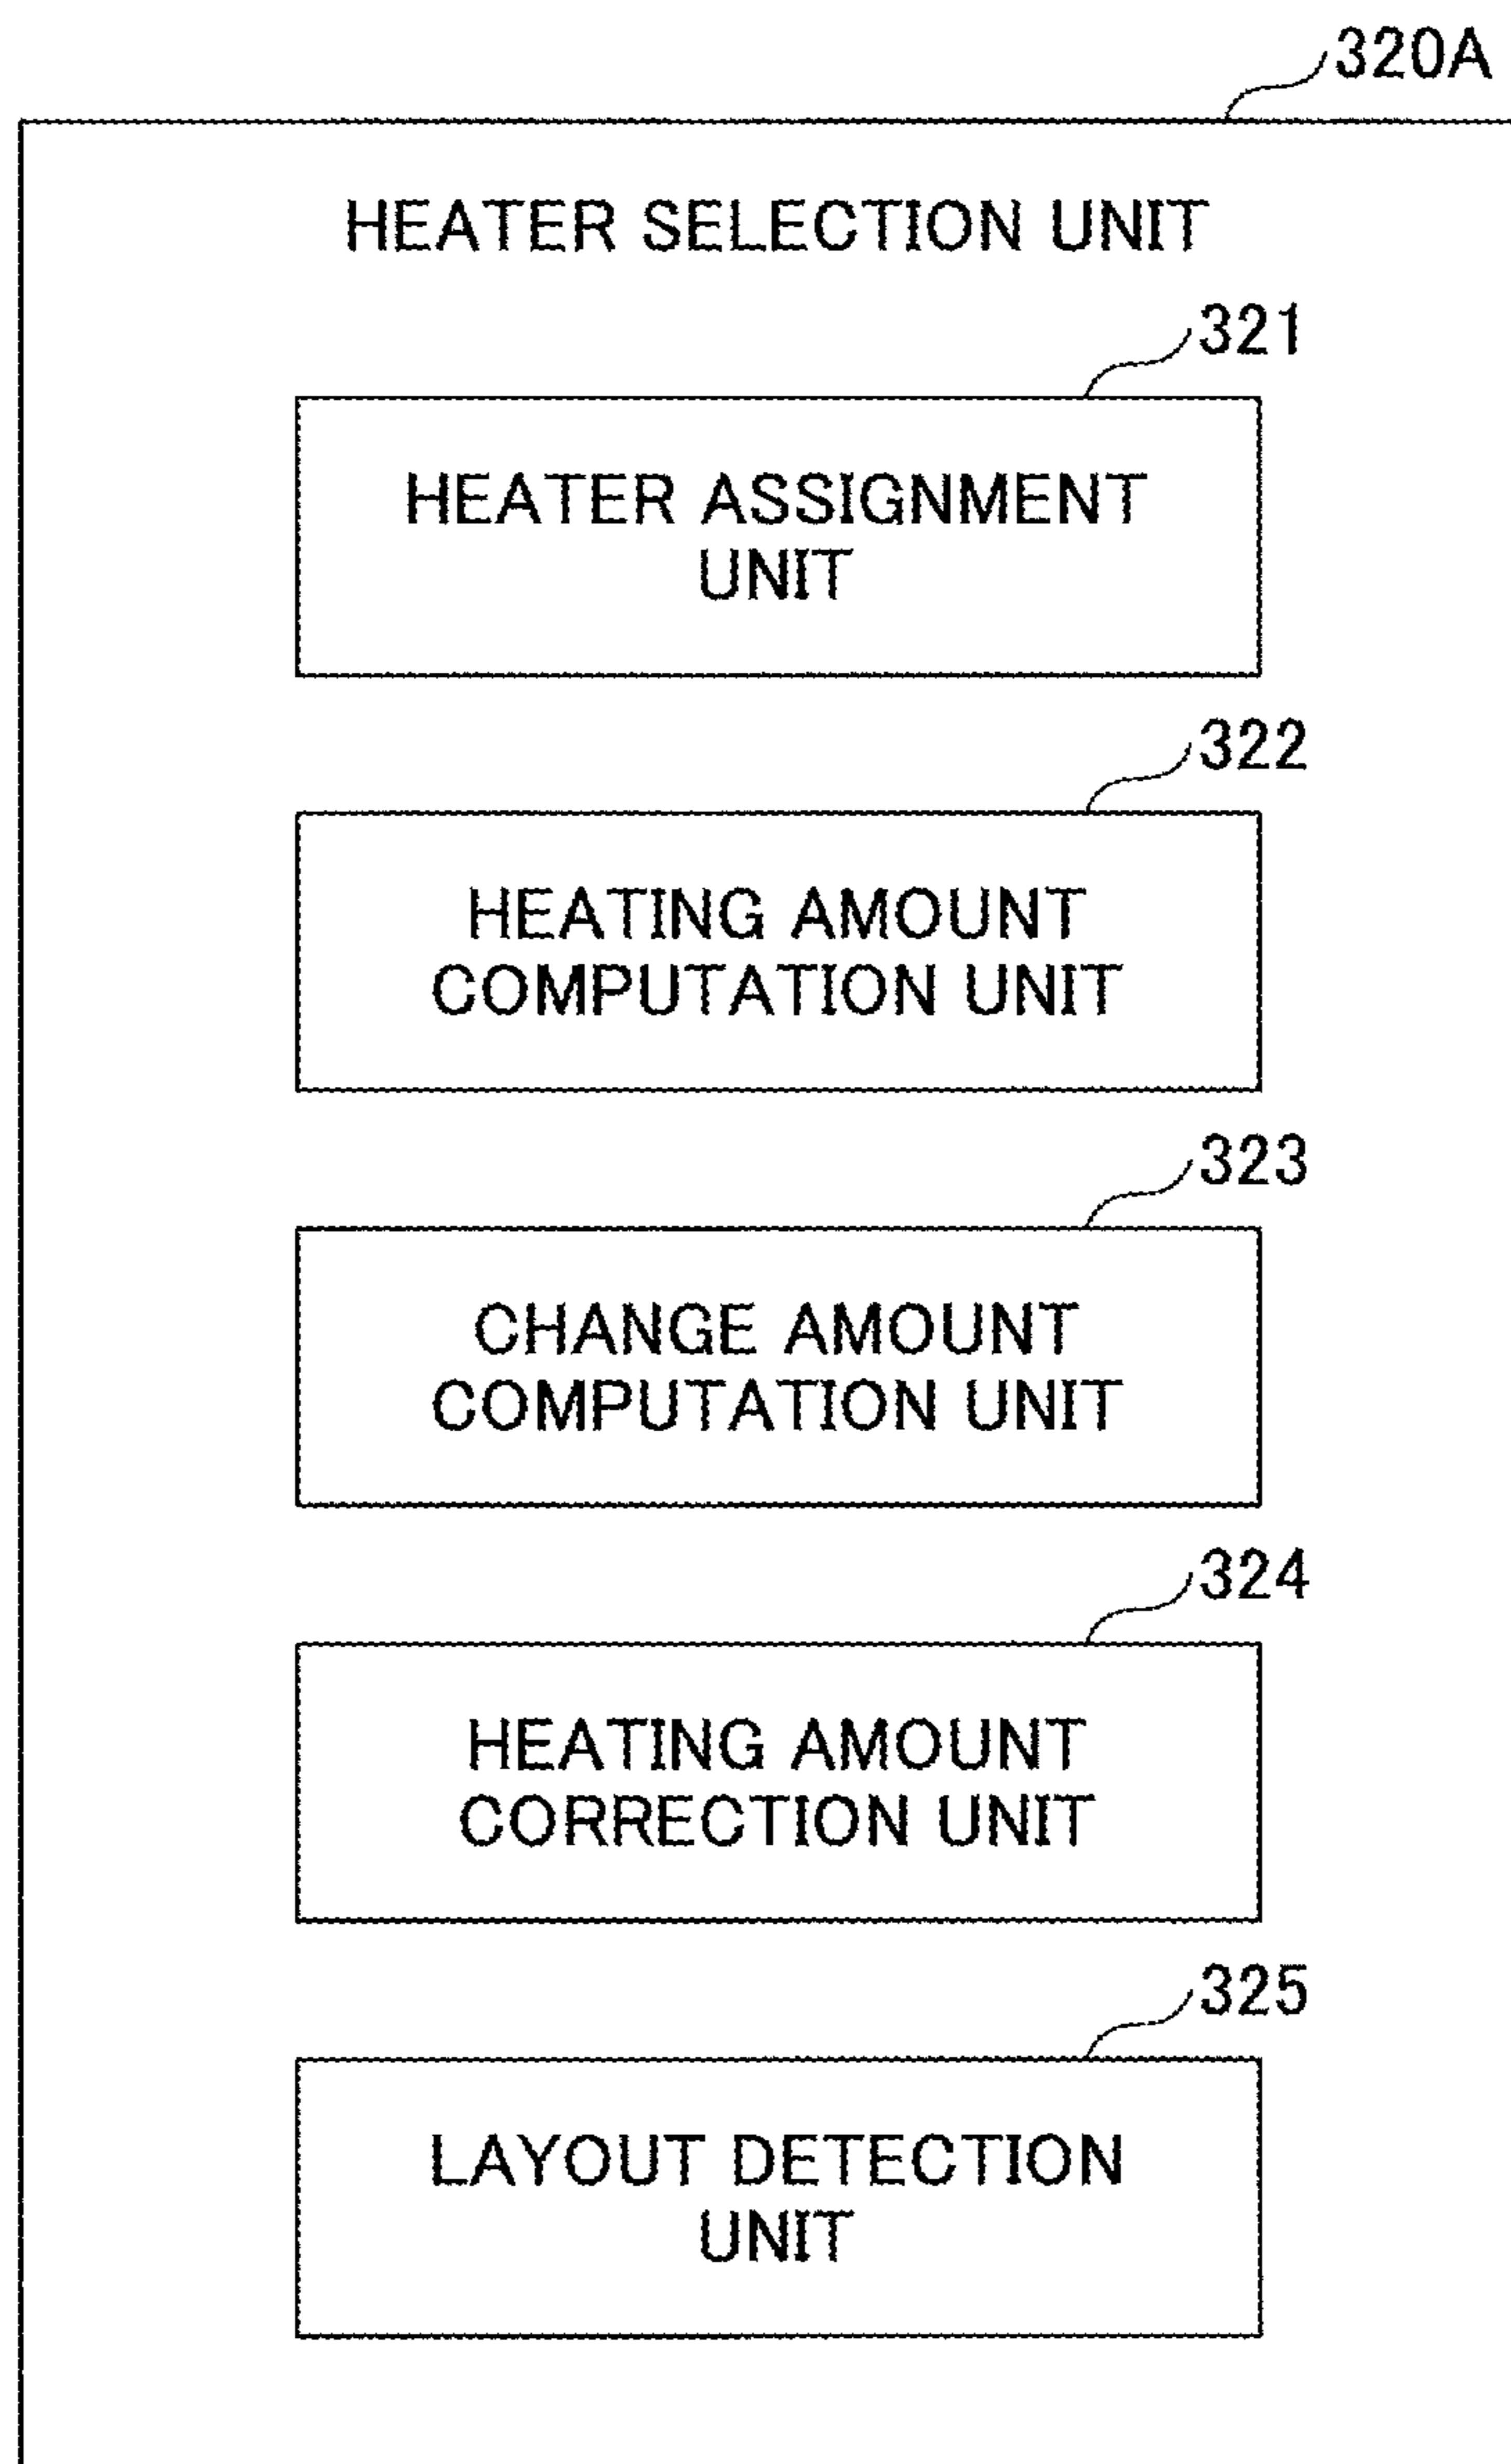 320A
HEATER SELECTION UNIT
321
HEATER ASSIGNMENT
UNIT
322
HEATING AMOUNT
COMPUTATION UNIT
323
CHANGE AMOUNT
COMPUTATION UNIT
324
HEATING AMOUNT
CORRECTION UNIT
325
LAYOUT DETECTION
UNIT